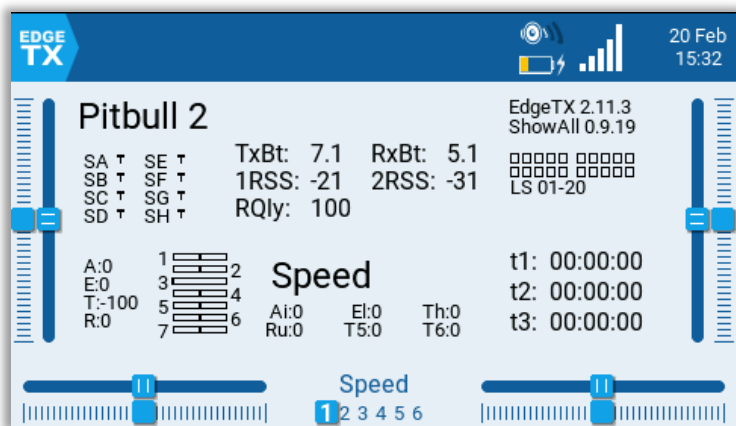 EDGE
TX
20 Feb
15:32
Pitbull 2
EdgeTX 2.11.3
ShowAll 0.9.19
SA SE
SB SF
SC SG
SD SH
TxBt: 7.1 RxBt: 5.1
1RSS: -21 2RSS: -31
RQly: 100
LS 01-20
A:0
E:0
T:-100
R:0
1
2
3
4
5
6
7
Speed
Ai:0 El:0 Th:0
Ru:0 T5:0 T6:0
t1: 00:00:00
t2: 00:00:00
t3: 00:00:00
Speed
1 2 3 4 5 6